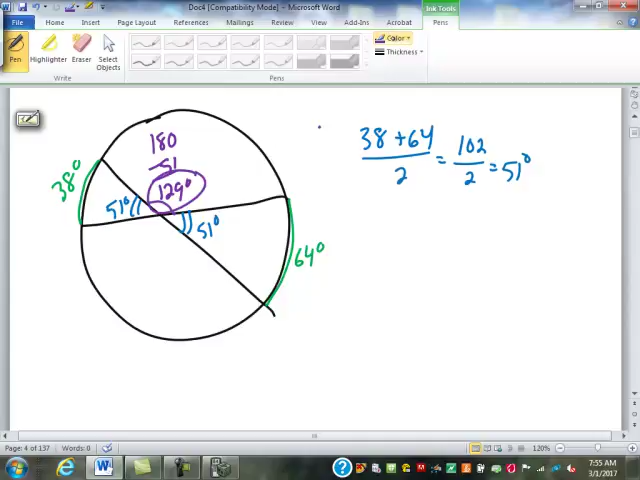 Doc4 [Compatibility Mode] - Microsoft Word
Ink Tools
File Home Insert Page Layout References Mailings Review View Add-Ins Acrobat Pens
Pen Highlighter Eraser Select Objects
Color
Thickness
Write Pens
180
51
129°
38°
51°
51°
64°
38 + 64 / 2 = 102 / 2 = 51°
Page: 4 of 137 Words: 0 120%
7:55 AM
3/1/2017